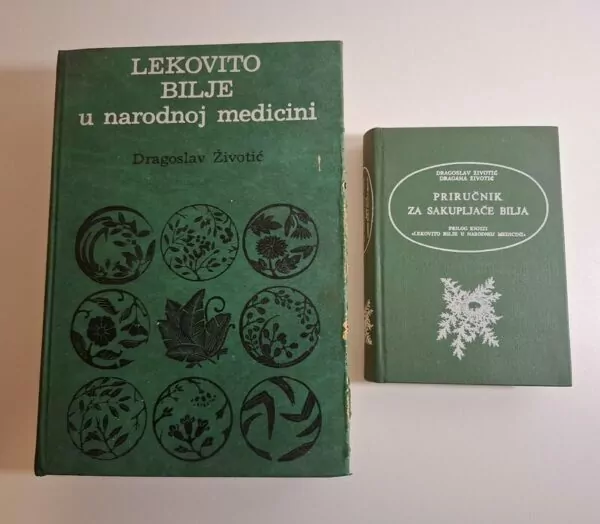 LEKOVITO
BILJE
u narodnoj medicini
Dragoslav Životić
DRAGOSLAV ŽIVOTIĆ
DRAGANA ŽIVOTIĆ
PRIRUČNIK
ZA SAKUPLJAČE BILJA
PRILOG KNJIZI
«LEKOVITO BILJE U NARODNOJ MEDICINI»